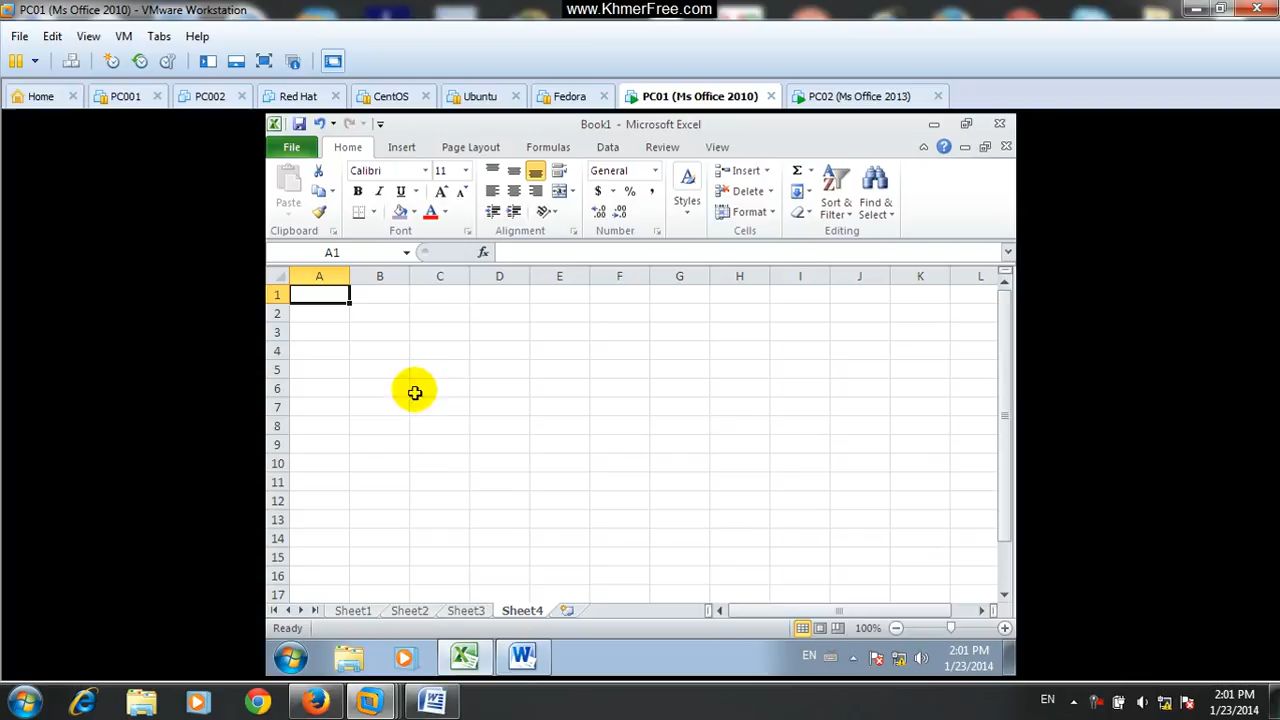 www.KhmerFree.com
PC01 (Ms Office 2010) - VMware Workstation
File Edit View VM Tabs Help
Home PC001 PC002 Red Hat CentOS Ubuntu Fedora PC01 (Ms Office 2010) PC02 (Ms Office 2013)
Book1 - Microsoft Excel
File Home Insert Page Layout Formulas Data Review View
Calibri 11 General Insert
B I U $ % , Delete
Paste Styles Sort & Find &
A Format Filter Select
Clipboard Font Alignment Number Cells Editing
A1 fx
A B C D E F G H I J K L
1
2
3
4
5
6
7
8
9
10
11
12
13
14
15
16
17
Sheet1 Sheet2 Sheet3 Sheet4
Ready 100%
EN 2:01 PM
1/23/2014
EN 2:01 PM
1/23/2014